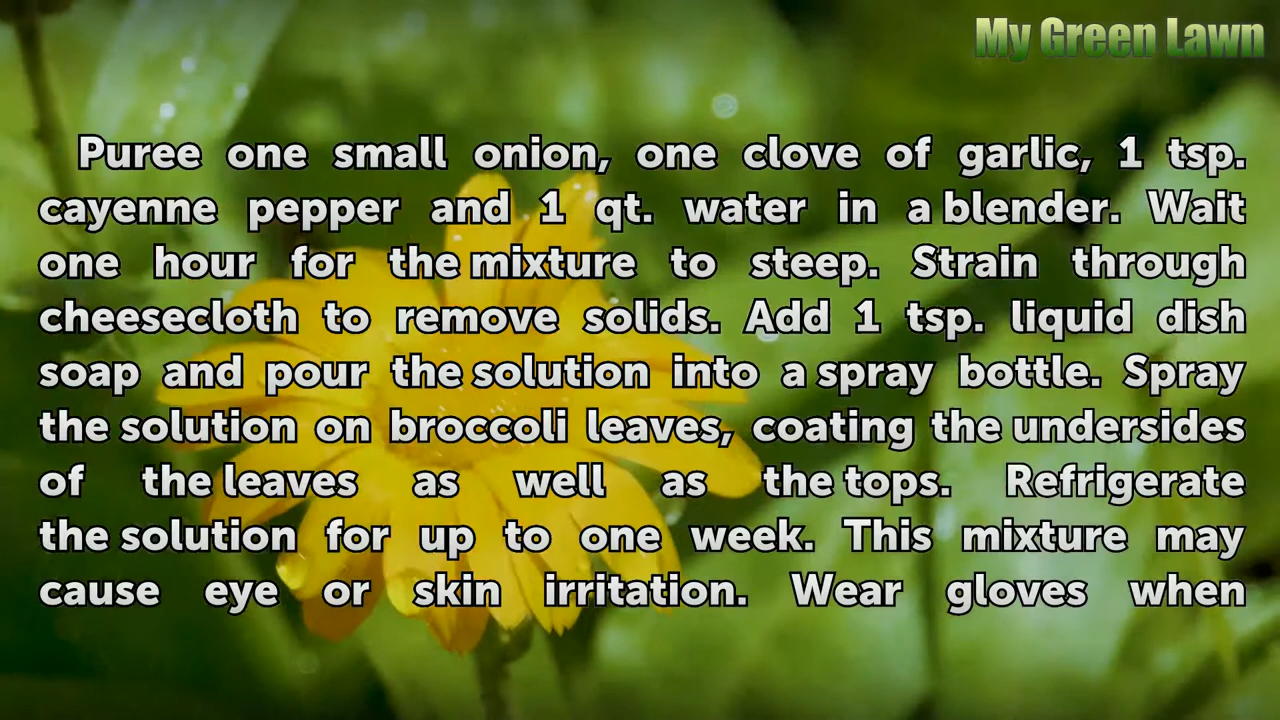 My Green Lawn
Puree one small onion, one clove of garlic, 1 tsp.
cayenne pepper and 1 qt. water in a blender. Wait
one hour for the mixture to steep. Strain through
cheesecloth to remove solids. Add 1 tsp. liquid dish
soap and pour the solution into a spray bottle. Spray
the solution on broccoli leaves, coating the undersides
of the leaves as well as the tops. Refrigerate
the solution for up to one week. This mixture may
cause eye or skin irritation. Wear gloves when